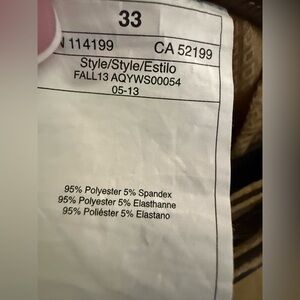 33
N 114199 CA 52199
Style/Style/Estilo
FALL13 AQYWS00054
05-13
95% Polyester 5% Spandex
95% Polyester 5% Elasthanne
95% Poliéster 5% Elastano